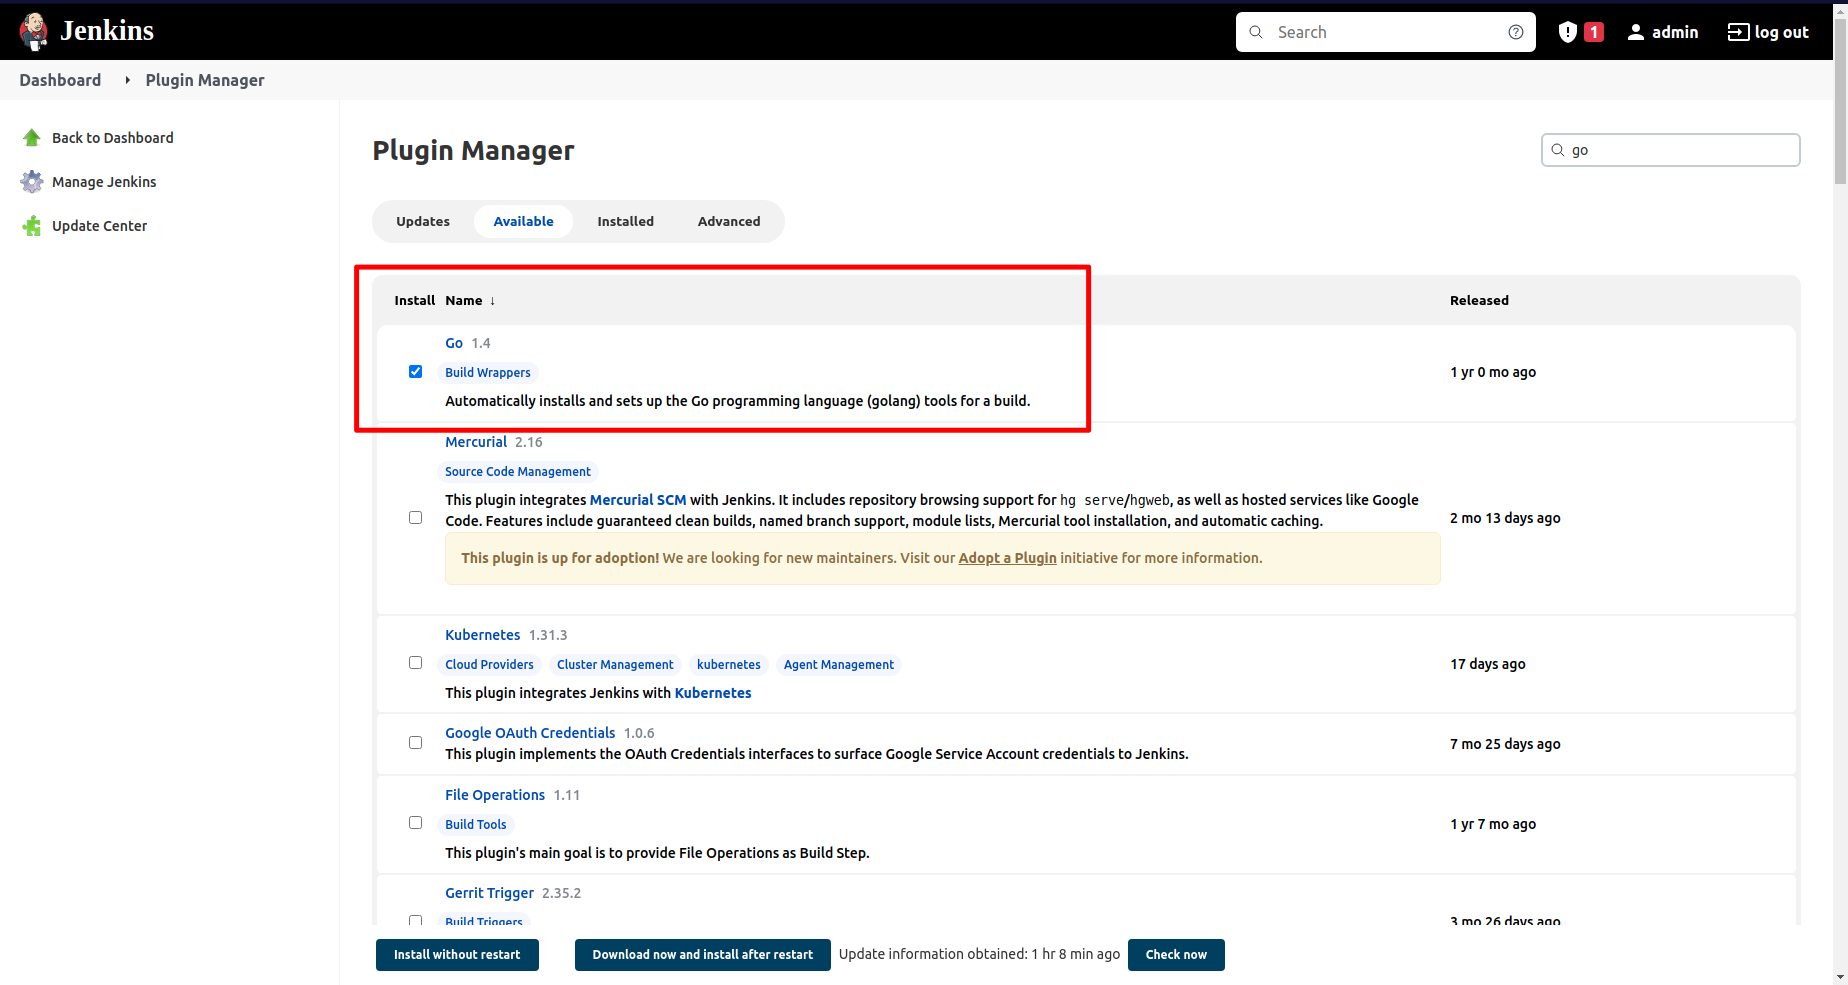 Jenkins
Search
1
admin
log out
Dashboard
Plugin Manager
Back to Dashboard
Manage Jenkins
Update Center
Plugin Manager
go
Updates
Available
Installed
Advanced
Install Name ↓ Released
Go 1.4
Build Wrappers
1 yr 0 mo ago
Automatically installs and sets up the Go programming language (golang) tools for a build.
Mercurial 2.16
Source Code Management
This plugin integrates Mercurial SCM with Jenkins. It includes repository browsing support for hg serve/hgweb, as well as hosted services like Google
Code. Features include guaranteed clean builds, named branch support, module lists, Mercurial tool installation, and automatic caching.
2 mo 13 days ago
This plugin is up for adoption! We are looking for new maintainers. Visit our Adopt a Plugin initiative for more information.
Kubernetes 1.31.3
Cloud Providers Cluster Management kubernetes Agent Management
17 days ago
This plugin integrates Jenkins with Kubernetes
Google OAuth Credentials 1.0.6
This plugin implements the OAuth Credentials interfaces to surface Google Service Account credentials to Jenkins.
7 mo 25 days ago
File Operations 1.11
Build Tools
1 yr 7 mo ago
This plugin's main goal is to provide File Operations as Build Step.
Gerrit Trigger 2.35.2
Build Triggers
3 mo 26 days ago
Install without restart
Download now and install after restart
Update information obtained: 1 hr 8 min ago
Check now